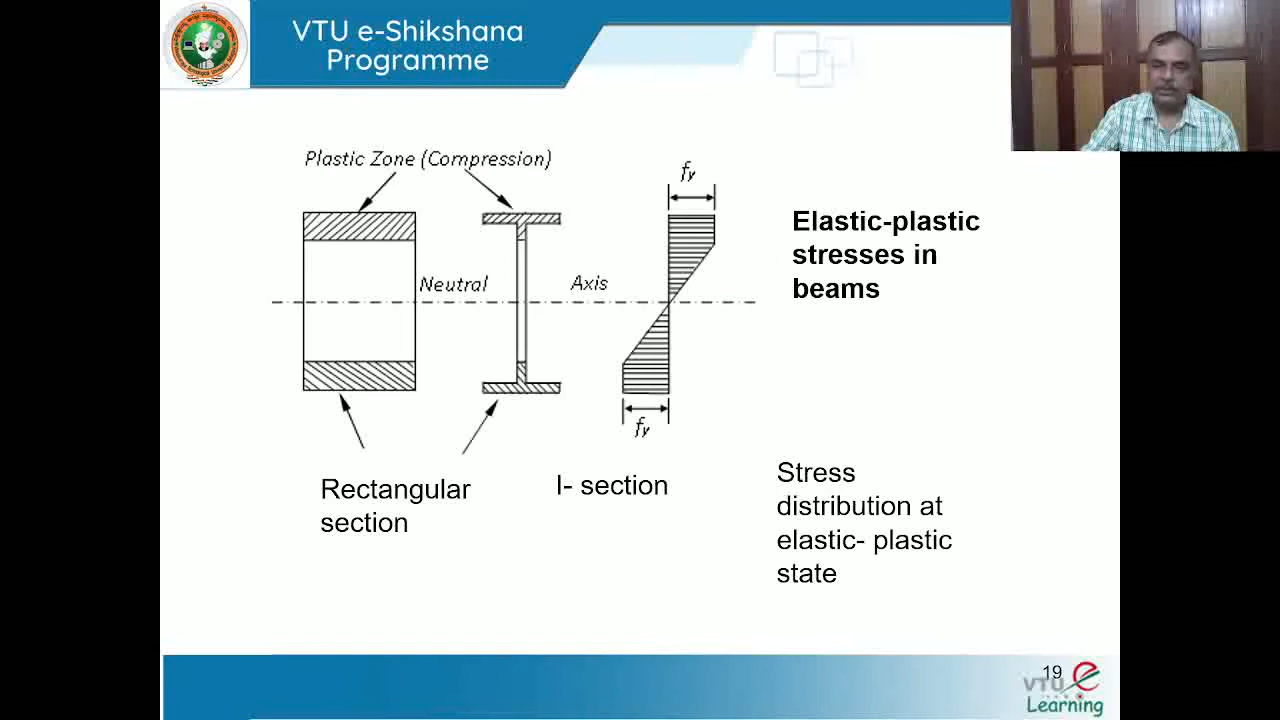 VTU e-Shikshana
Programme
Plastic Zone (Compression)
fy
Elastic-plastic
stresses in
beams
Neutral
Axis
fy
Rectangular
section
I- section
Stress
distribution at
elastic- plastic
state
19
VTU e
Learning